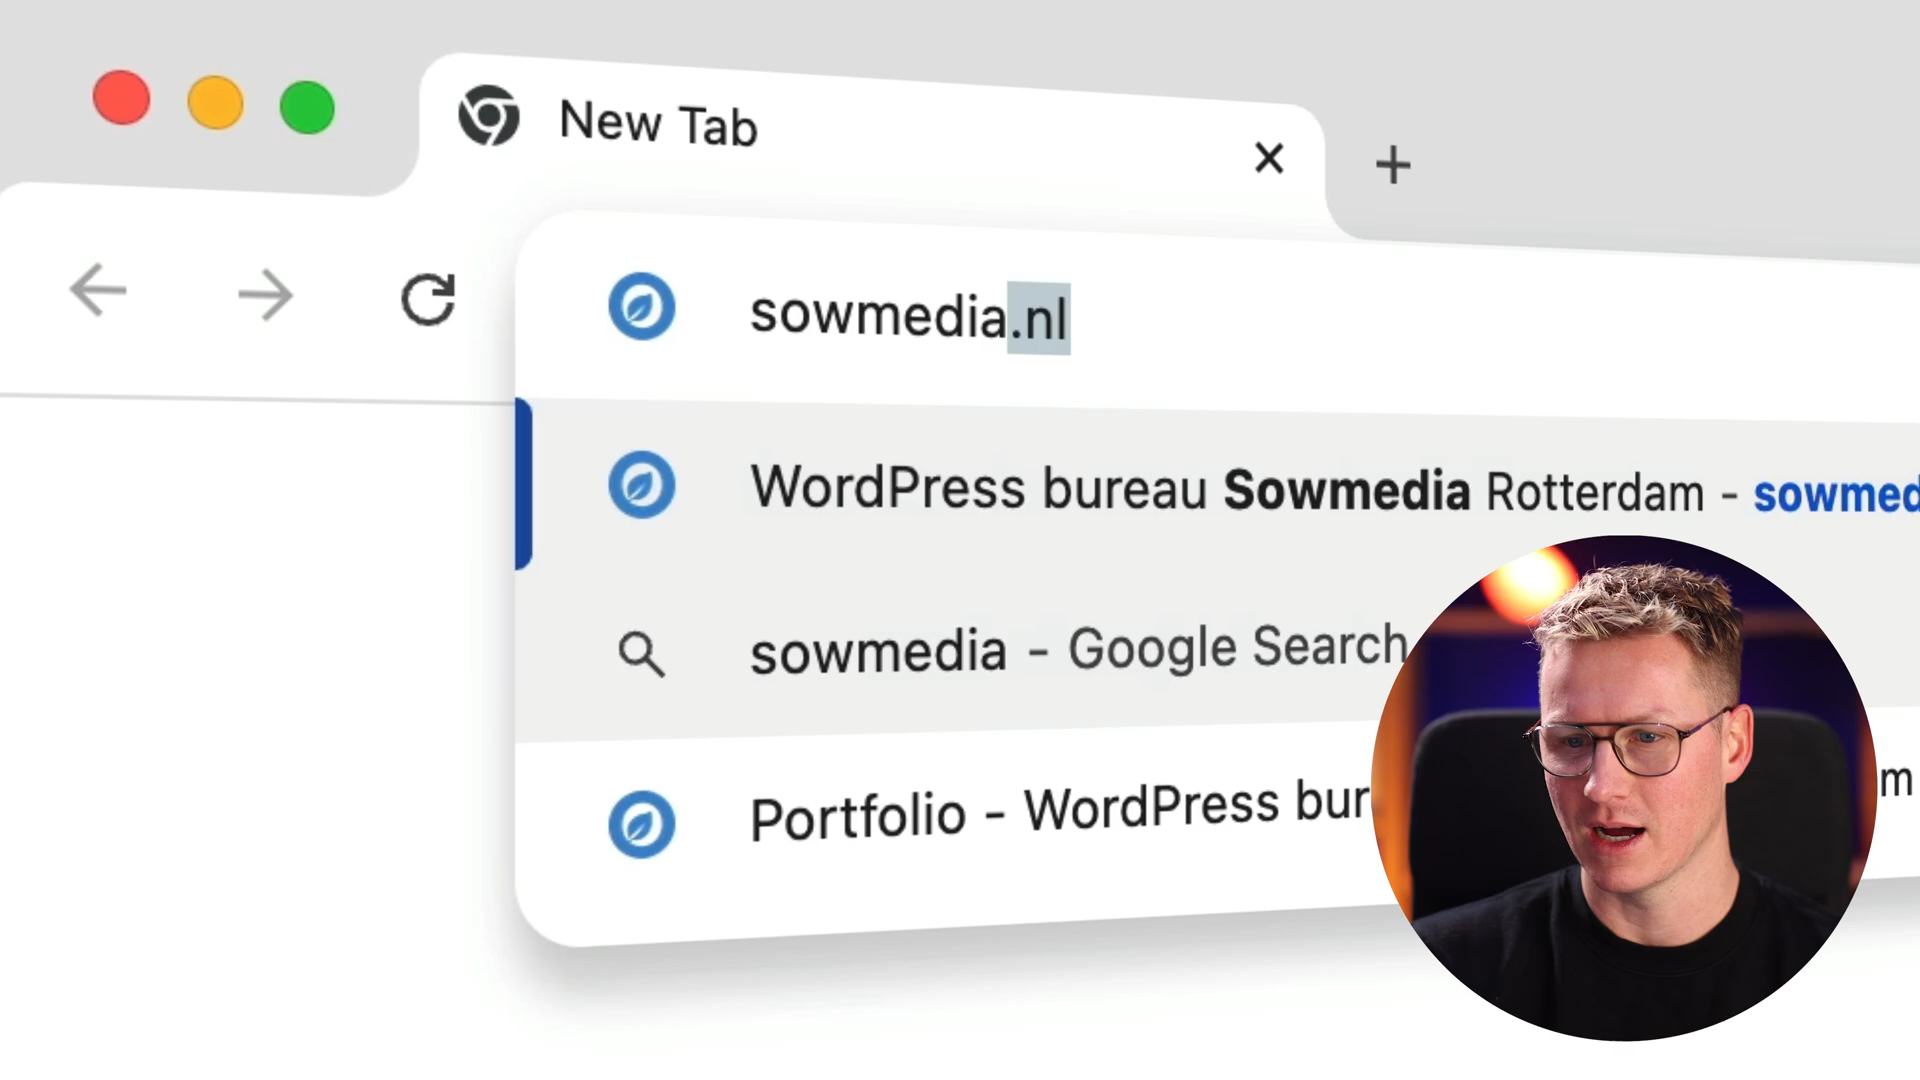 New Tab
sowmedia.nl
WordPress bureau Sowmedia Rotterdam - sowmed
sowmedia - Google Search
Portfolio - WordPress bur m